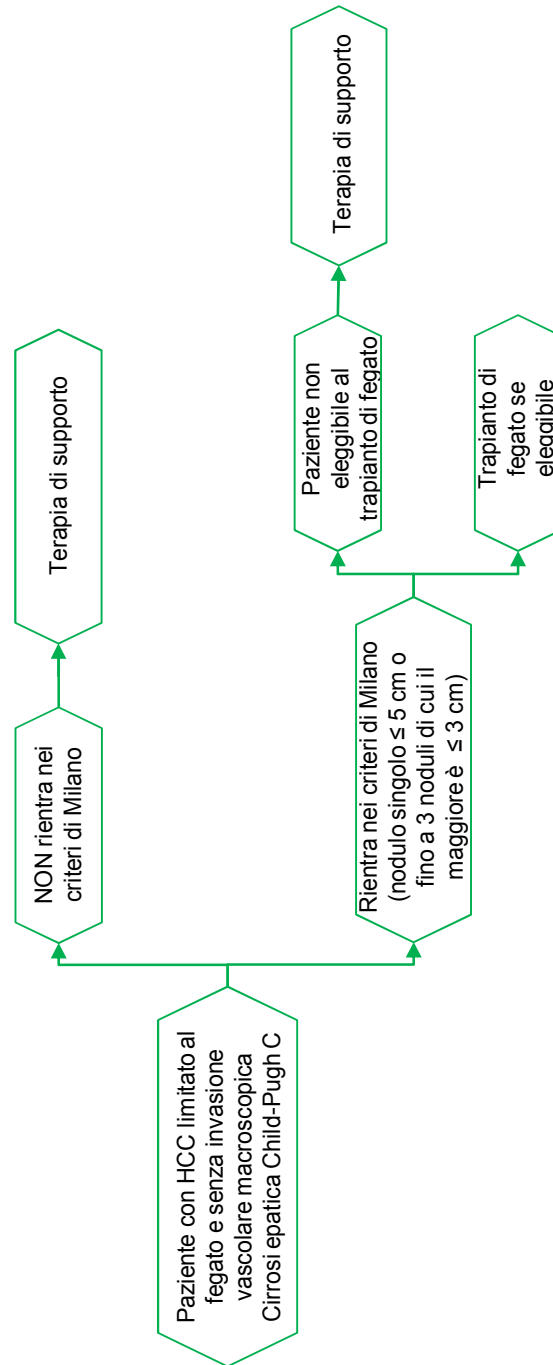 Paziente con HCC limitato al
fegato e senza invasione
vascolare macroscopica
Cirrosi epatica Child-Pugh C
NON rientra nei
criteri di Milano
Terapia di supporto
Rientra nei criteri di Milano
(nodulo singolo ≤ 5 cm o
fino a 3 noduli di cui il
maggiore è ≤ 3 cm)
Paziente non
eleggibile al
trapianto di fegato
Terapia di supporto
Trapianto di
fegato se
eleggibile